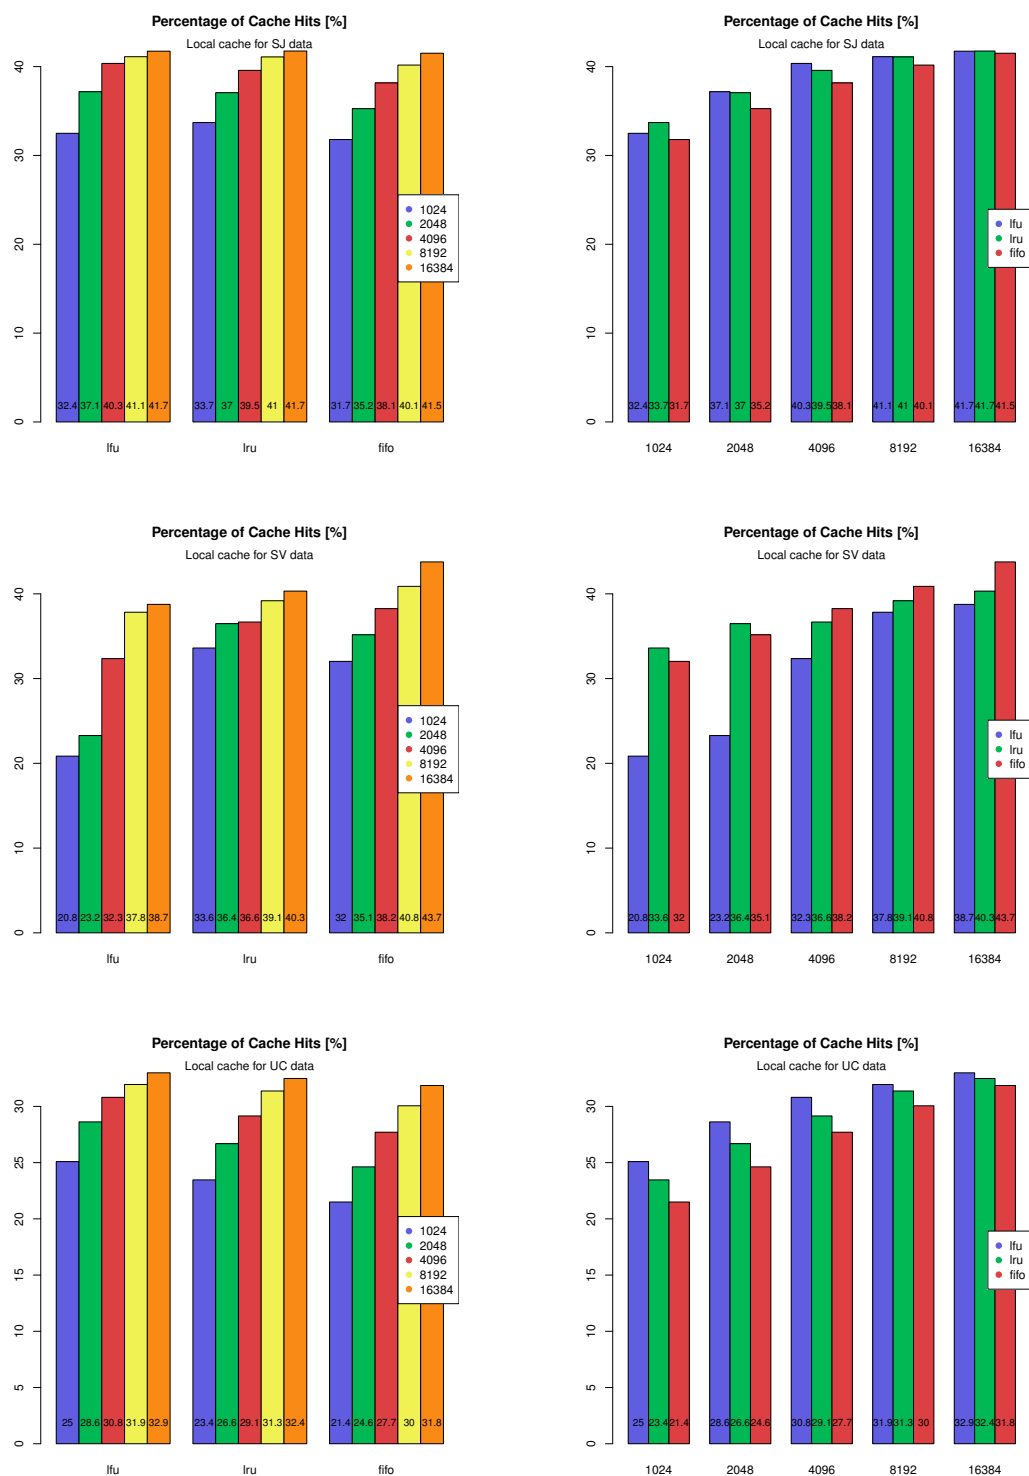 Percentage of Cache Hits [%]
Local cache for SJ data
0 10 20 30 40
32.4 37.1 40.3 41.1 41.7 33.7 37 39.5 41 41.7 31.7 35.2 38.1 40.1 41.5
lfu lru fifo
1024
2048
4096
8192
16384
Percentage of Cache Hits [%]
Local cache for SJ data
0 10 20 30 40
32.4 33.7 31.7 37.1 37 35.2 40.3 39.5 38.1 41.1 41 40.1 41.7 41.7 41.5
1024 2048 4096 8192 16384
lfu
lru
fifo
Percentage of Cache Hits [%]
Local cache for SV data
0 10 20 30 40
20.8 23.2 32.3 37.8 38.7 33.6 36.4 36.6 39.1 40.3 32 35.1 38.2 40.8 43.7
lfu lru fifo
1024
2048
4096
8192
16384
Percentage of Cache Hits [%]
Local cache for SV data
0 10 20 30 40
20.8 33.6 32 23.2 36.4 35.1 32.3 36.6 38.2 37.8 39.1 40.8 38.7 40.3 43.7
1024 2048 4096 8192 16384
lfu
lru
fifo
Percentage of Cache Hits [%]
Local cache for UC data
0 5 10 15 20 25 30
25 28.6 30.8 31.9 32.9 23.4 26.6 29.1 31.3 32.4 21.4 24.6 27.7 30 31.8
lfu lru fifo
1024
2048
4096
8192
16384
Percentage of Cache Hits [%]
Local cache for UC data
0 5 10 15 20 25 30
25 23.4 21.4 28.6 26.6 24.6 30.8 29.1 27.7 31.9 31.3 30 32.9 32.4 31.8
1024 2048 4096 8192 16384
lfu
lru
fifo